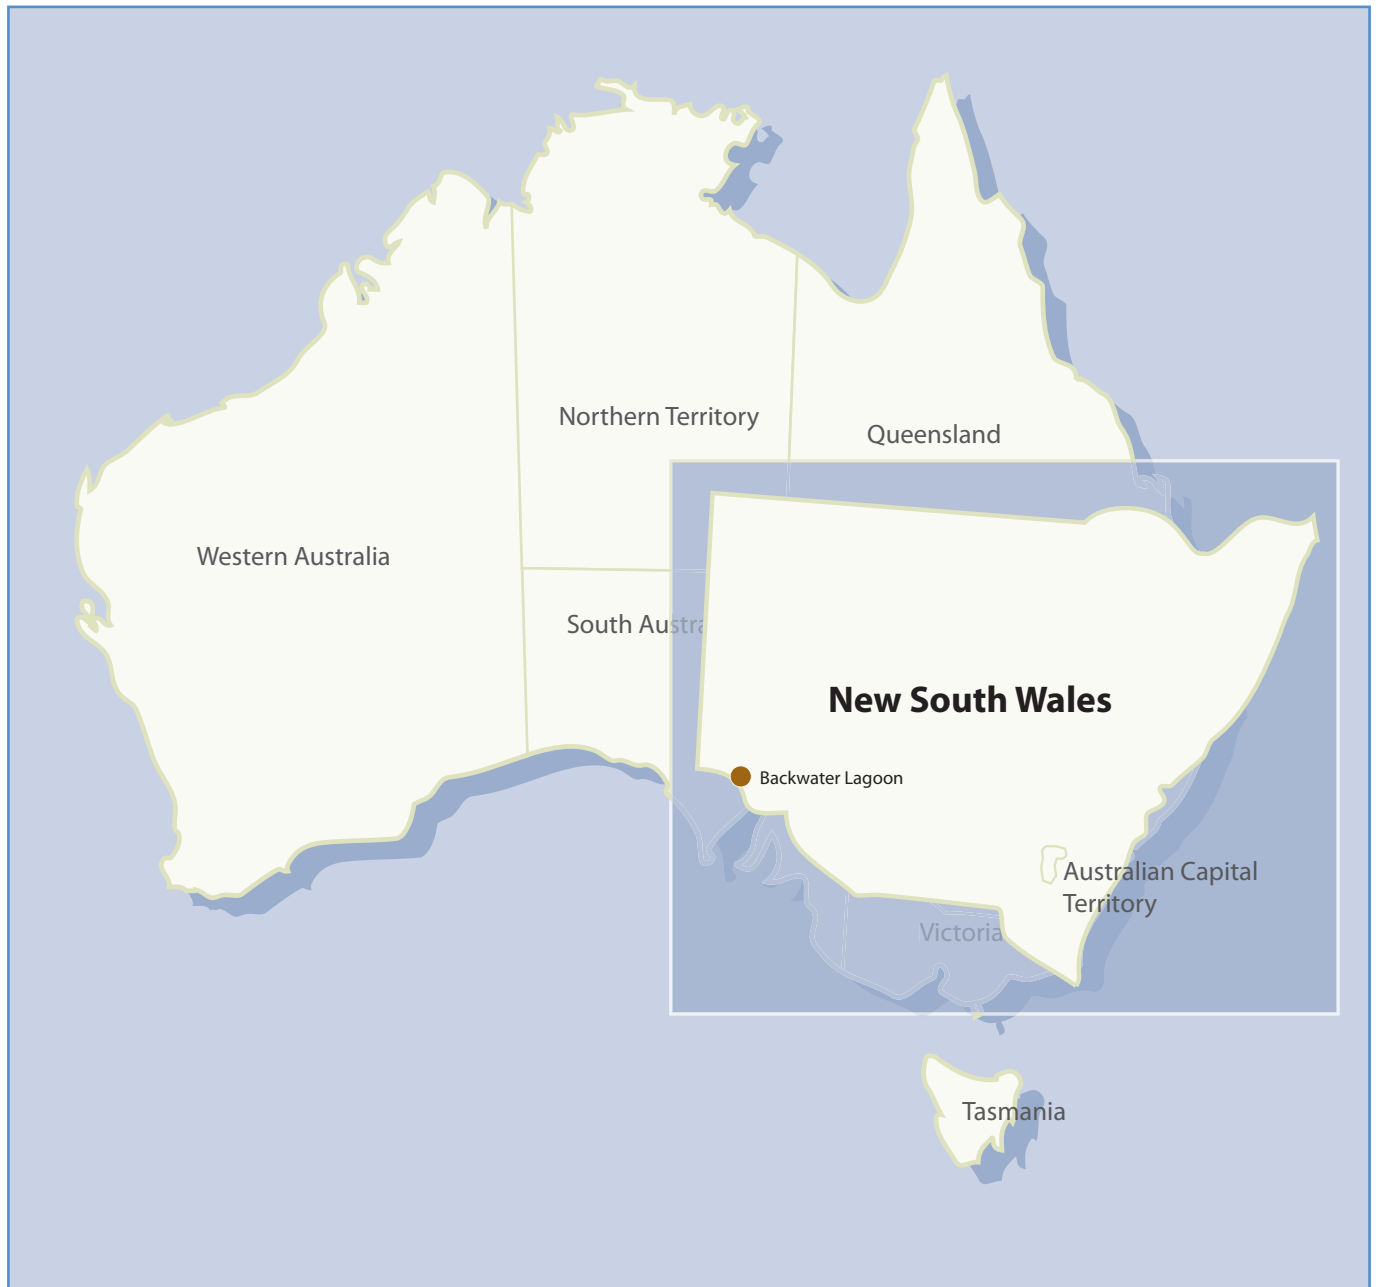 Northern Territory
Queensland
Western Australia
South Austra
New South Wales
Backwater Lagoon
Australian Capital
Territory
Victoria
Tasmania